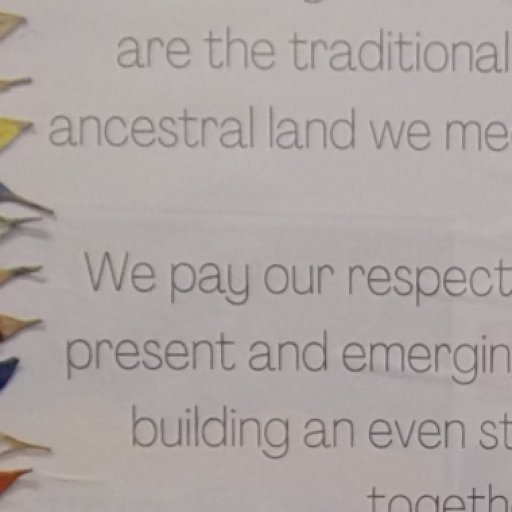 are the traditional
ancestral land we me
We pay our respect
present and emergin
building an even st
togeth